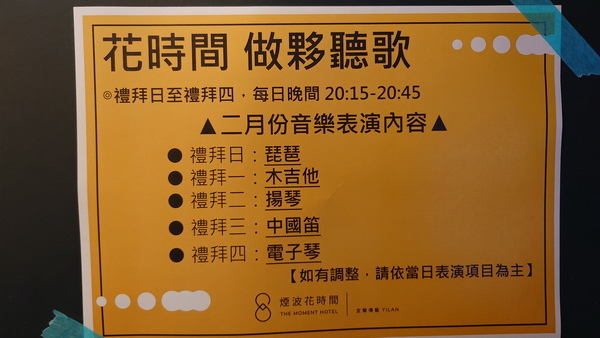 花時間 做夥聽歌
◎禮拜日至禮拜四，每日晚間 20:15-20:45
▲二月份音樂表演內容▲
● 禮拜日：琵琶
● 禮拜一：木吉他
● 禮拜二：揚琴
● 禮拜三：中國笛
● 禮拜四：電子琴
【如有調整，請依當日表演項目為主】
煙波花時間
THE MOMENT HOTEL
YILAN